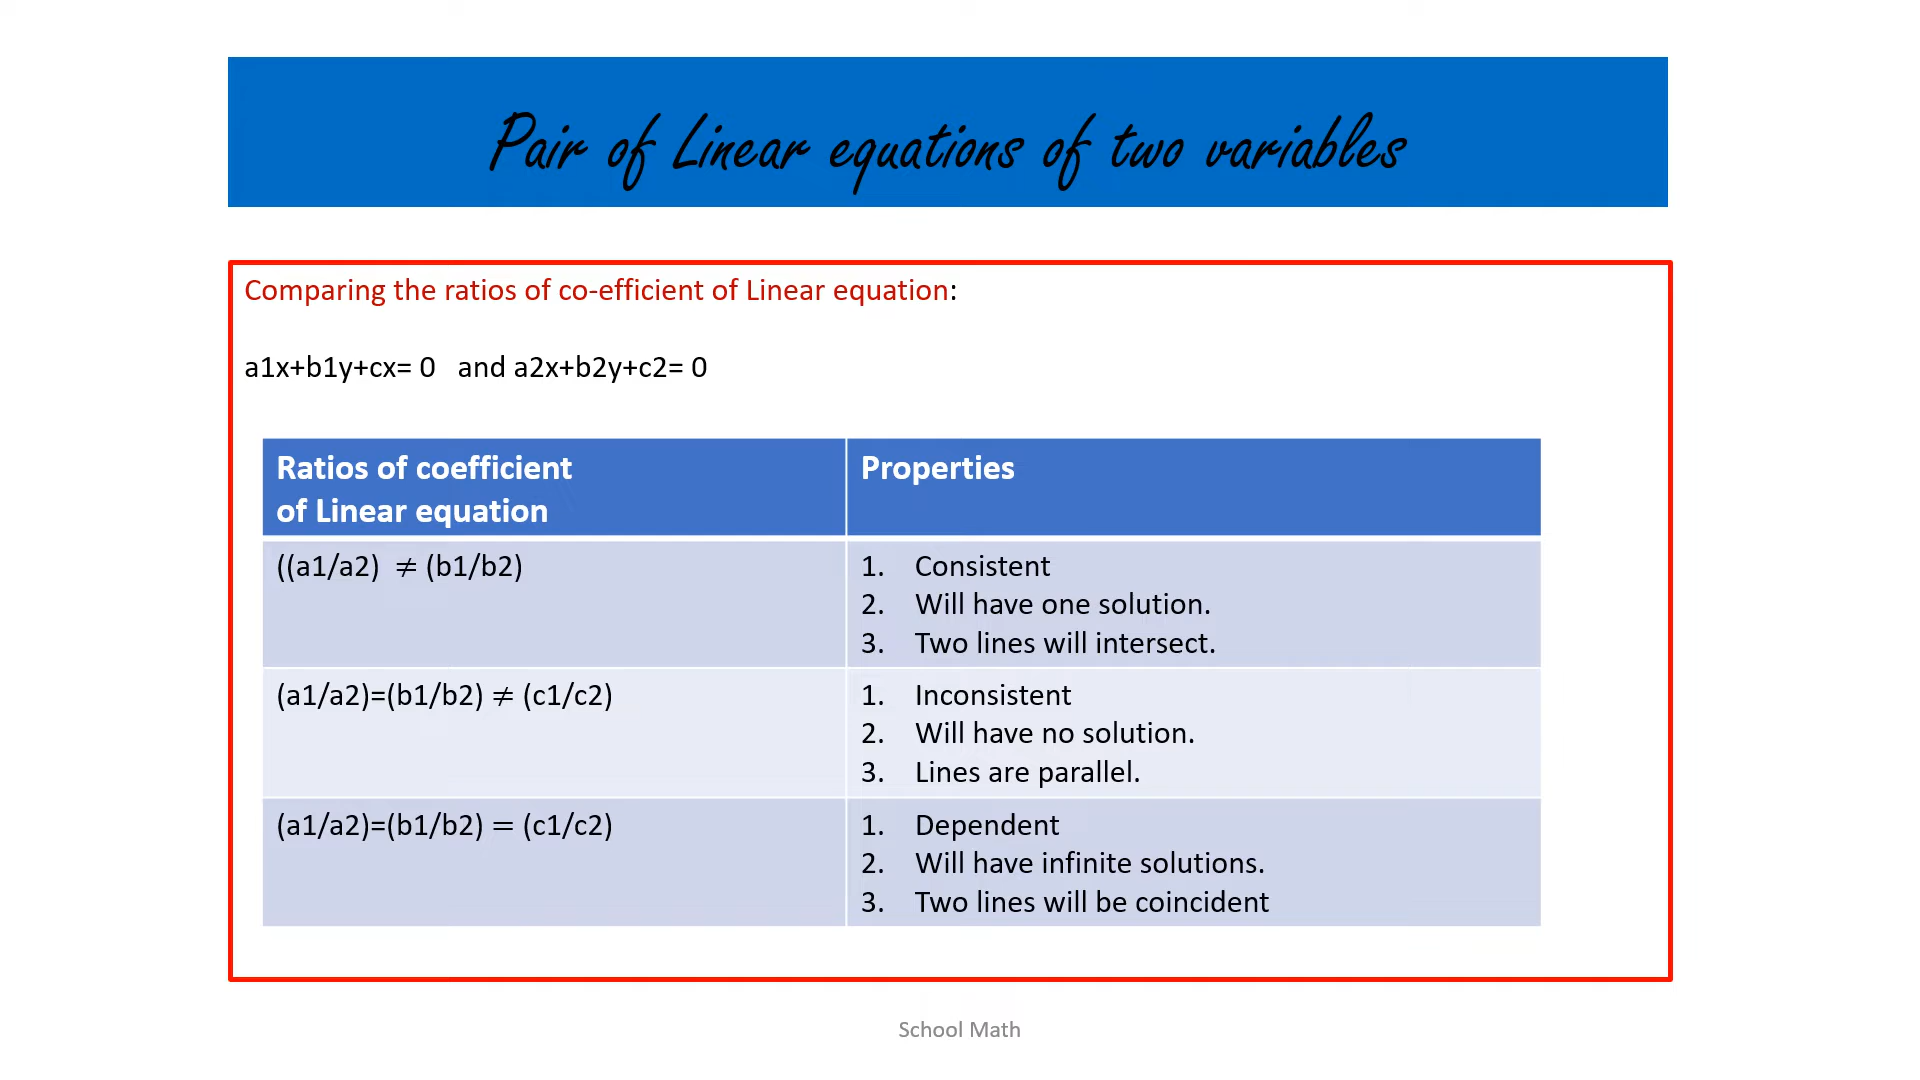 Pair of Linear equations of two variables
Comparing the ratios of co-efficient of Linear equation:
a1x+b1y+cx= 0   and a2x+b2y+c2= 0
Ratios of coefficient
of Linear equation
Properties
((a1/a2)  ≠ (b1/b2)
1. Consistent
2. Will have one solution.
3. Two lines will intersect.
(a1/a2)=(b1/b2) ≠ (c1/c2)
1. Inconsistent
2. Will have no solution.
3. Lines are parallel.
(a1/a2)=(b1/b2) = (c1/c2)
1. Dependent
2. Will have infinite solutions.
3. Two lines will be coincident
School Math